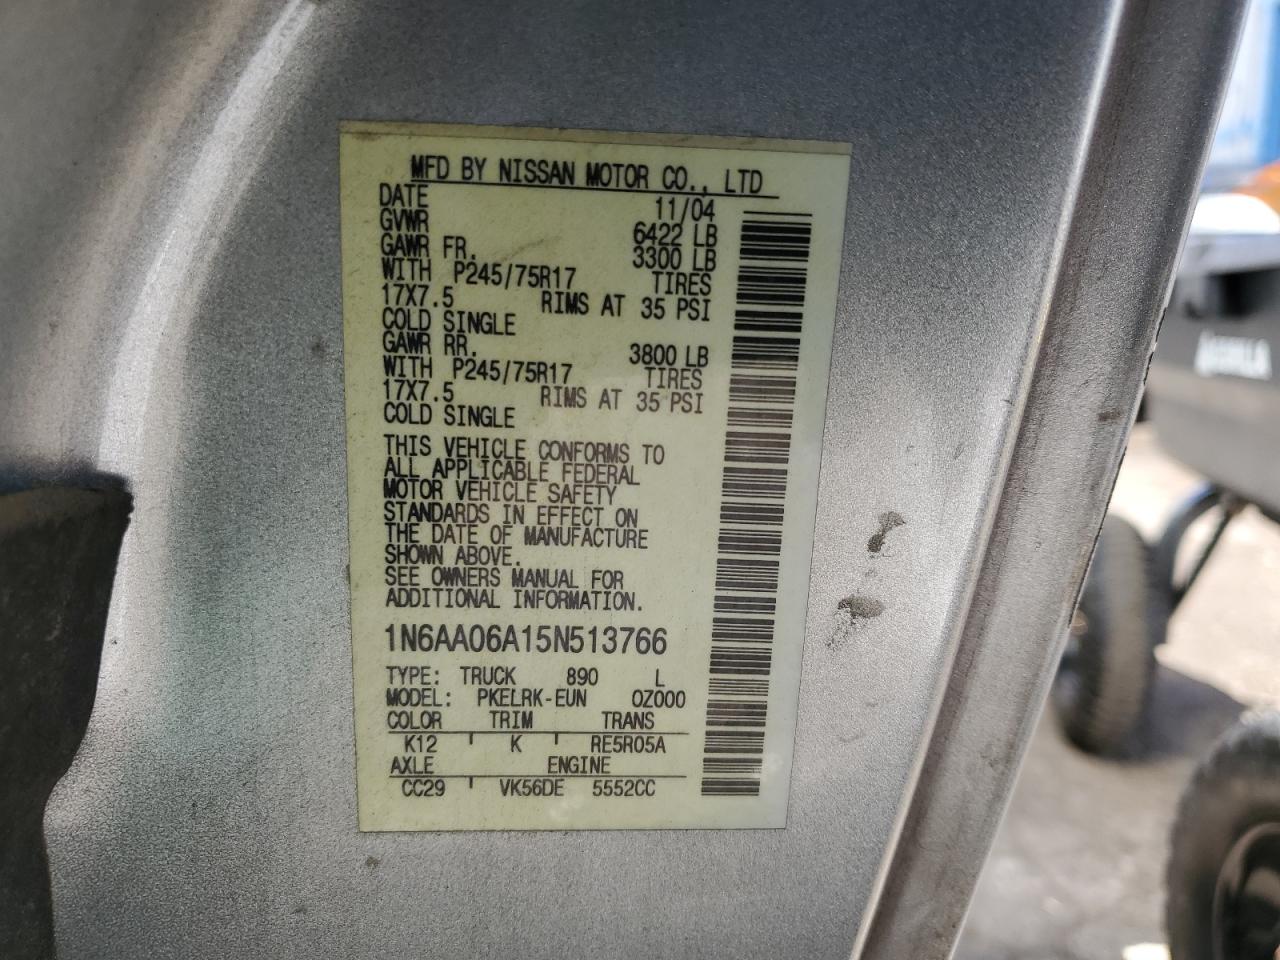 MFD BY NISSAN MOTOR CO., LTD
DATE 11/04
GVWR 6422 LB
GAWR FR. 3300 LB
WITH P245/75R17 TIRES
17X7.5 RIMS AT 35 PSI
COLD SINGLE
GAWR RR. 3800 LB
WITH P245/75R17 TIRES
17X7.5 RIMS AT 35 PSI
COLD SINGLE
THIS VEHICLE CONFORMS TO
ALL APPLICABLE FEDERAL
MOTOR VEHICLE SAFETY
STANDARDS IN EFFECT ON
THE DATE OF MANUFACTURE
SHOWN ABOVE.
SEE OWNERS MANUAL FOR
ADDITIONAL INFORMATION.
1N6AA06A15N513766
TYPE: TRUCK 890 L
MODEL: PKELRK-EUN 0Z000
COLOR TRIM TRANS
K12 K RE5R05A
AXLE ENGINE
CC29 VK56DE 5552CC